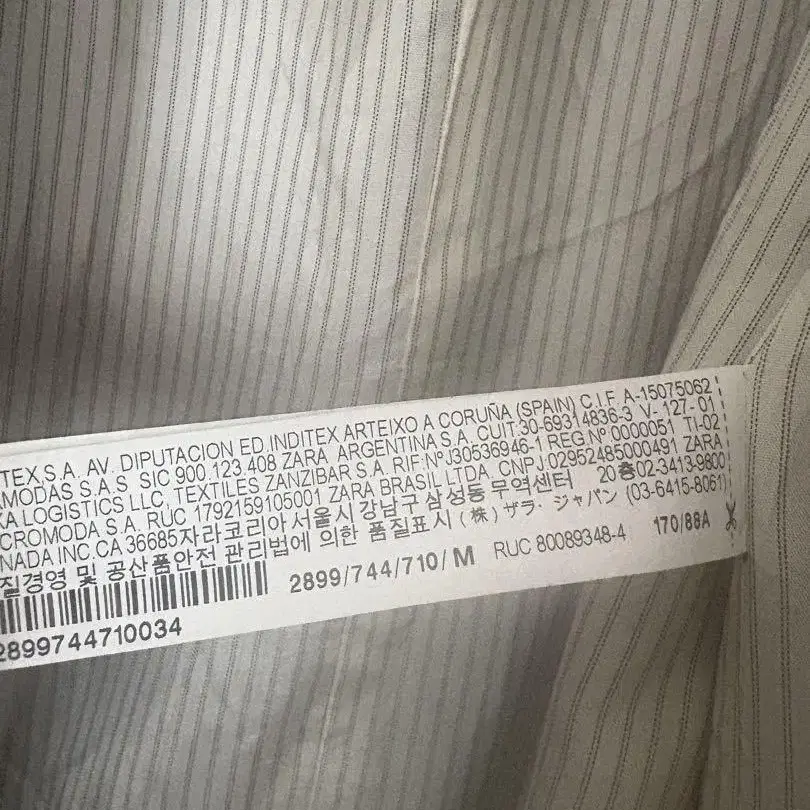 TEX,S.A. AV. DIPUTACION ED.INDITEX ARTEIXO A CORUÑA (SPAIN) C.I.F. A-15075062
AMODAS S.A.S. SIC 900 123 408 ZARA ARGENTINA S.A. CUIT:30-69314836-3 V-127-01
KA LOGISTICS LLC, TEXTILES ZANZIBAR S.A. RIF:Nº J30536946-1 REG.Nº 0000051 TI-02
CROMODA S.A. RUC 1792159105001 ZARA BRASIL LTDA. CNPJ.02952485000491 ZARA
NADA INC.CA 36685자라코리아 서울시 강남구 삼성동 무역센터 20층02-3413-9800
질경영 및 공산품안전 관리법에 의한 품질표시 (株) ザラ・ジャパン (03-6415-8061)
2899/744/710/ M RUC 80089348-4 170/88A
2899744710034